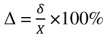 Δ = δ/X ×100%